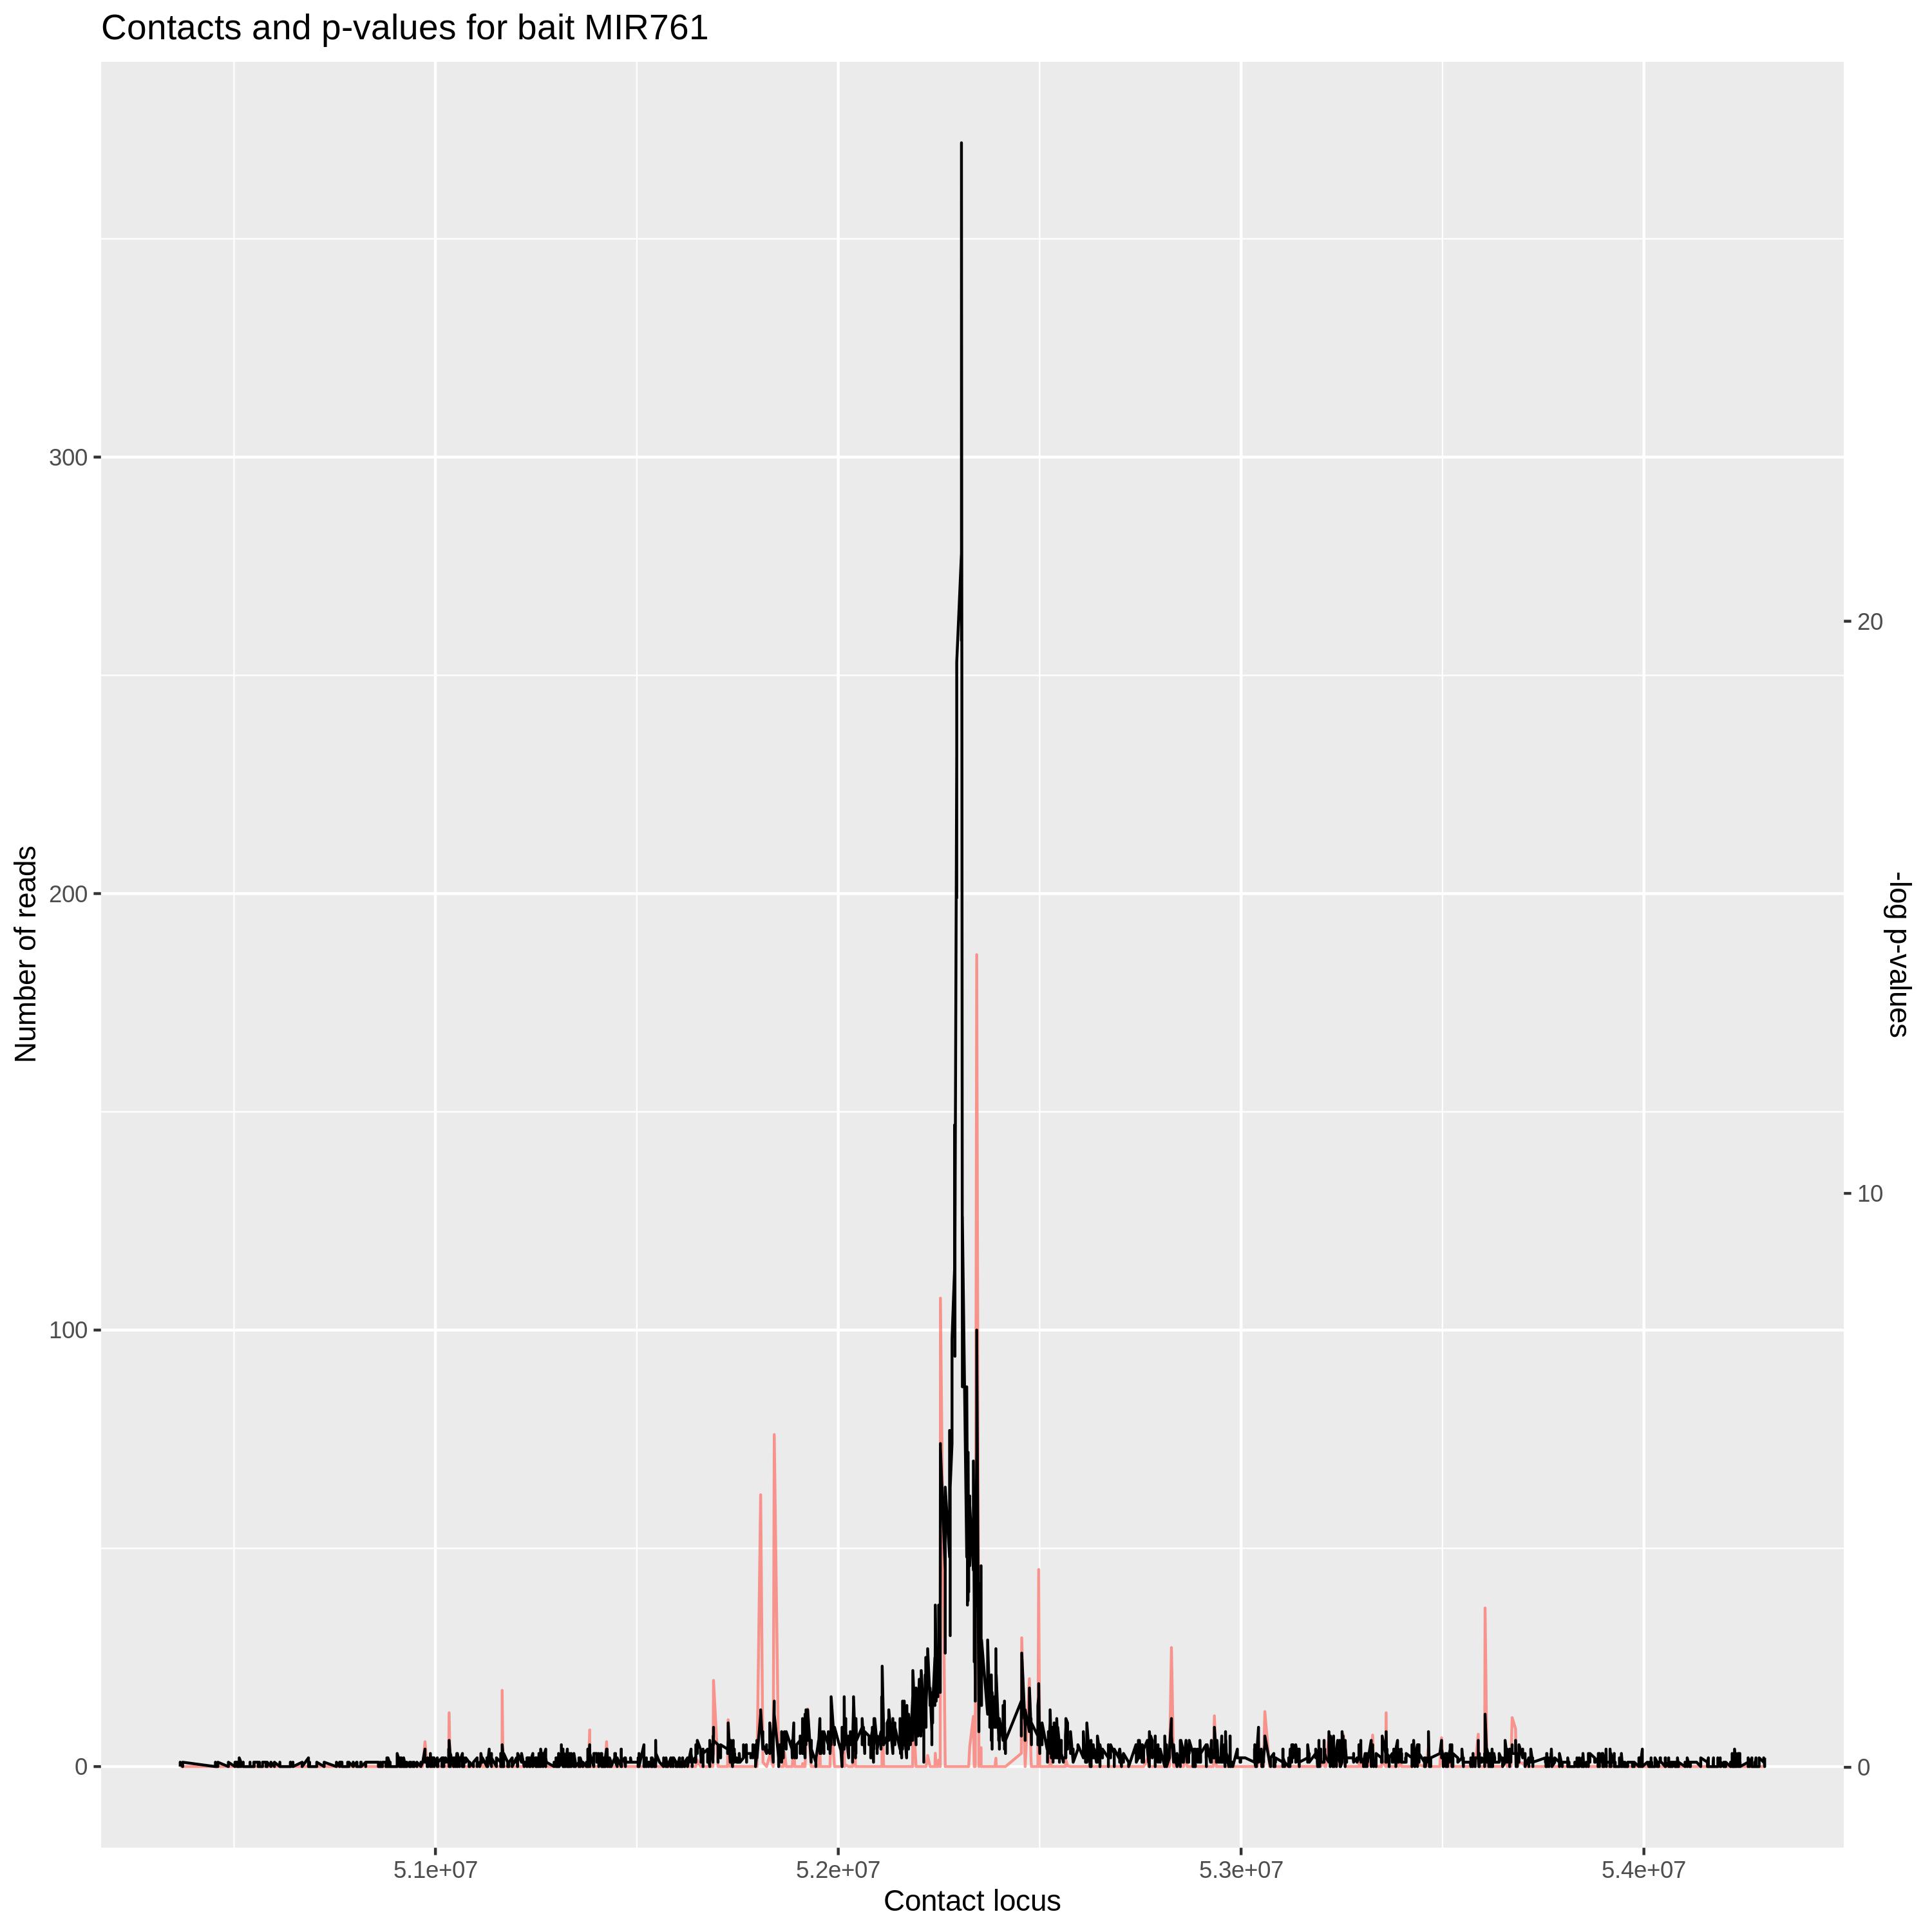 Contacts and p-values for bait MIR761
Number of reads
300
200
100
0
20
10
0
-log p-values
5.1e+07
5.2e+07
5.3e+07
5.4e+07
Contact locus